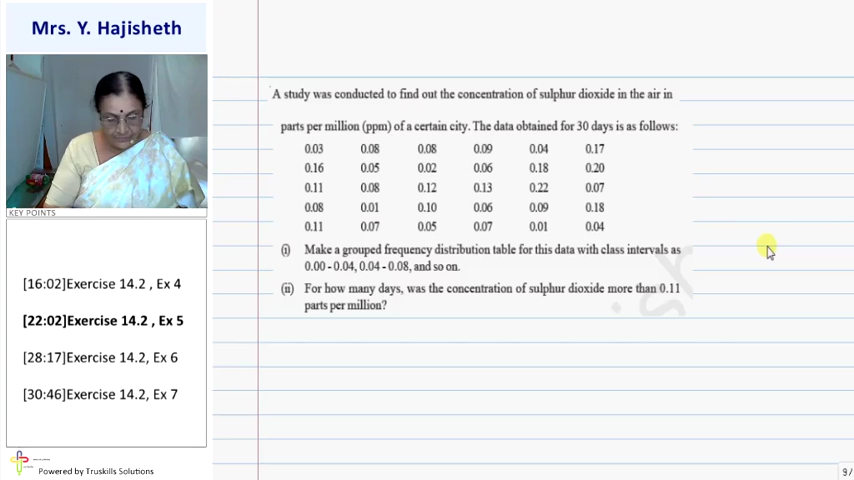 Mrs. Y. Hajisheth
KEY POINTS
[16:02]Exercise 14.2 , Ex 4
[22:02]Exercise 14.2 , Ex 5
[28:17]Exercise 14.2, Ex 6
[30:46]Exercise 14.2, Ex 7
Powered by Truskills Solutions
A study was conducted to find out the concentration of sulphur dioxide in the air in
parts per million (ppm) of a certain city. The data obtained for 30 days is as follows:
0.03 0.08 0.08 0.09 0.04 0.17
0.16 0.05 0.02 0.06 0.18 0.20
0.11 0.08 0.12 0.13 0.22 0.07
0.08 0.01 0.10 0.06 0.09 0.18
0.11 0.07 0.05 0.07 0.01 0.04
(i) Make a grouped frequency distribution table for this data with class intervals as
0.00 - 0.04, 0.04 - 0.08, and so on.
(ii) For how many days, was the concentration of sulphur dioxide more than 0.11
parts per million?
9/